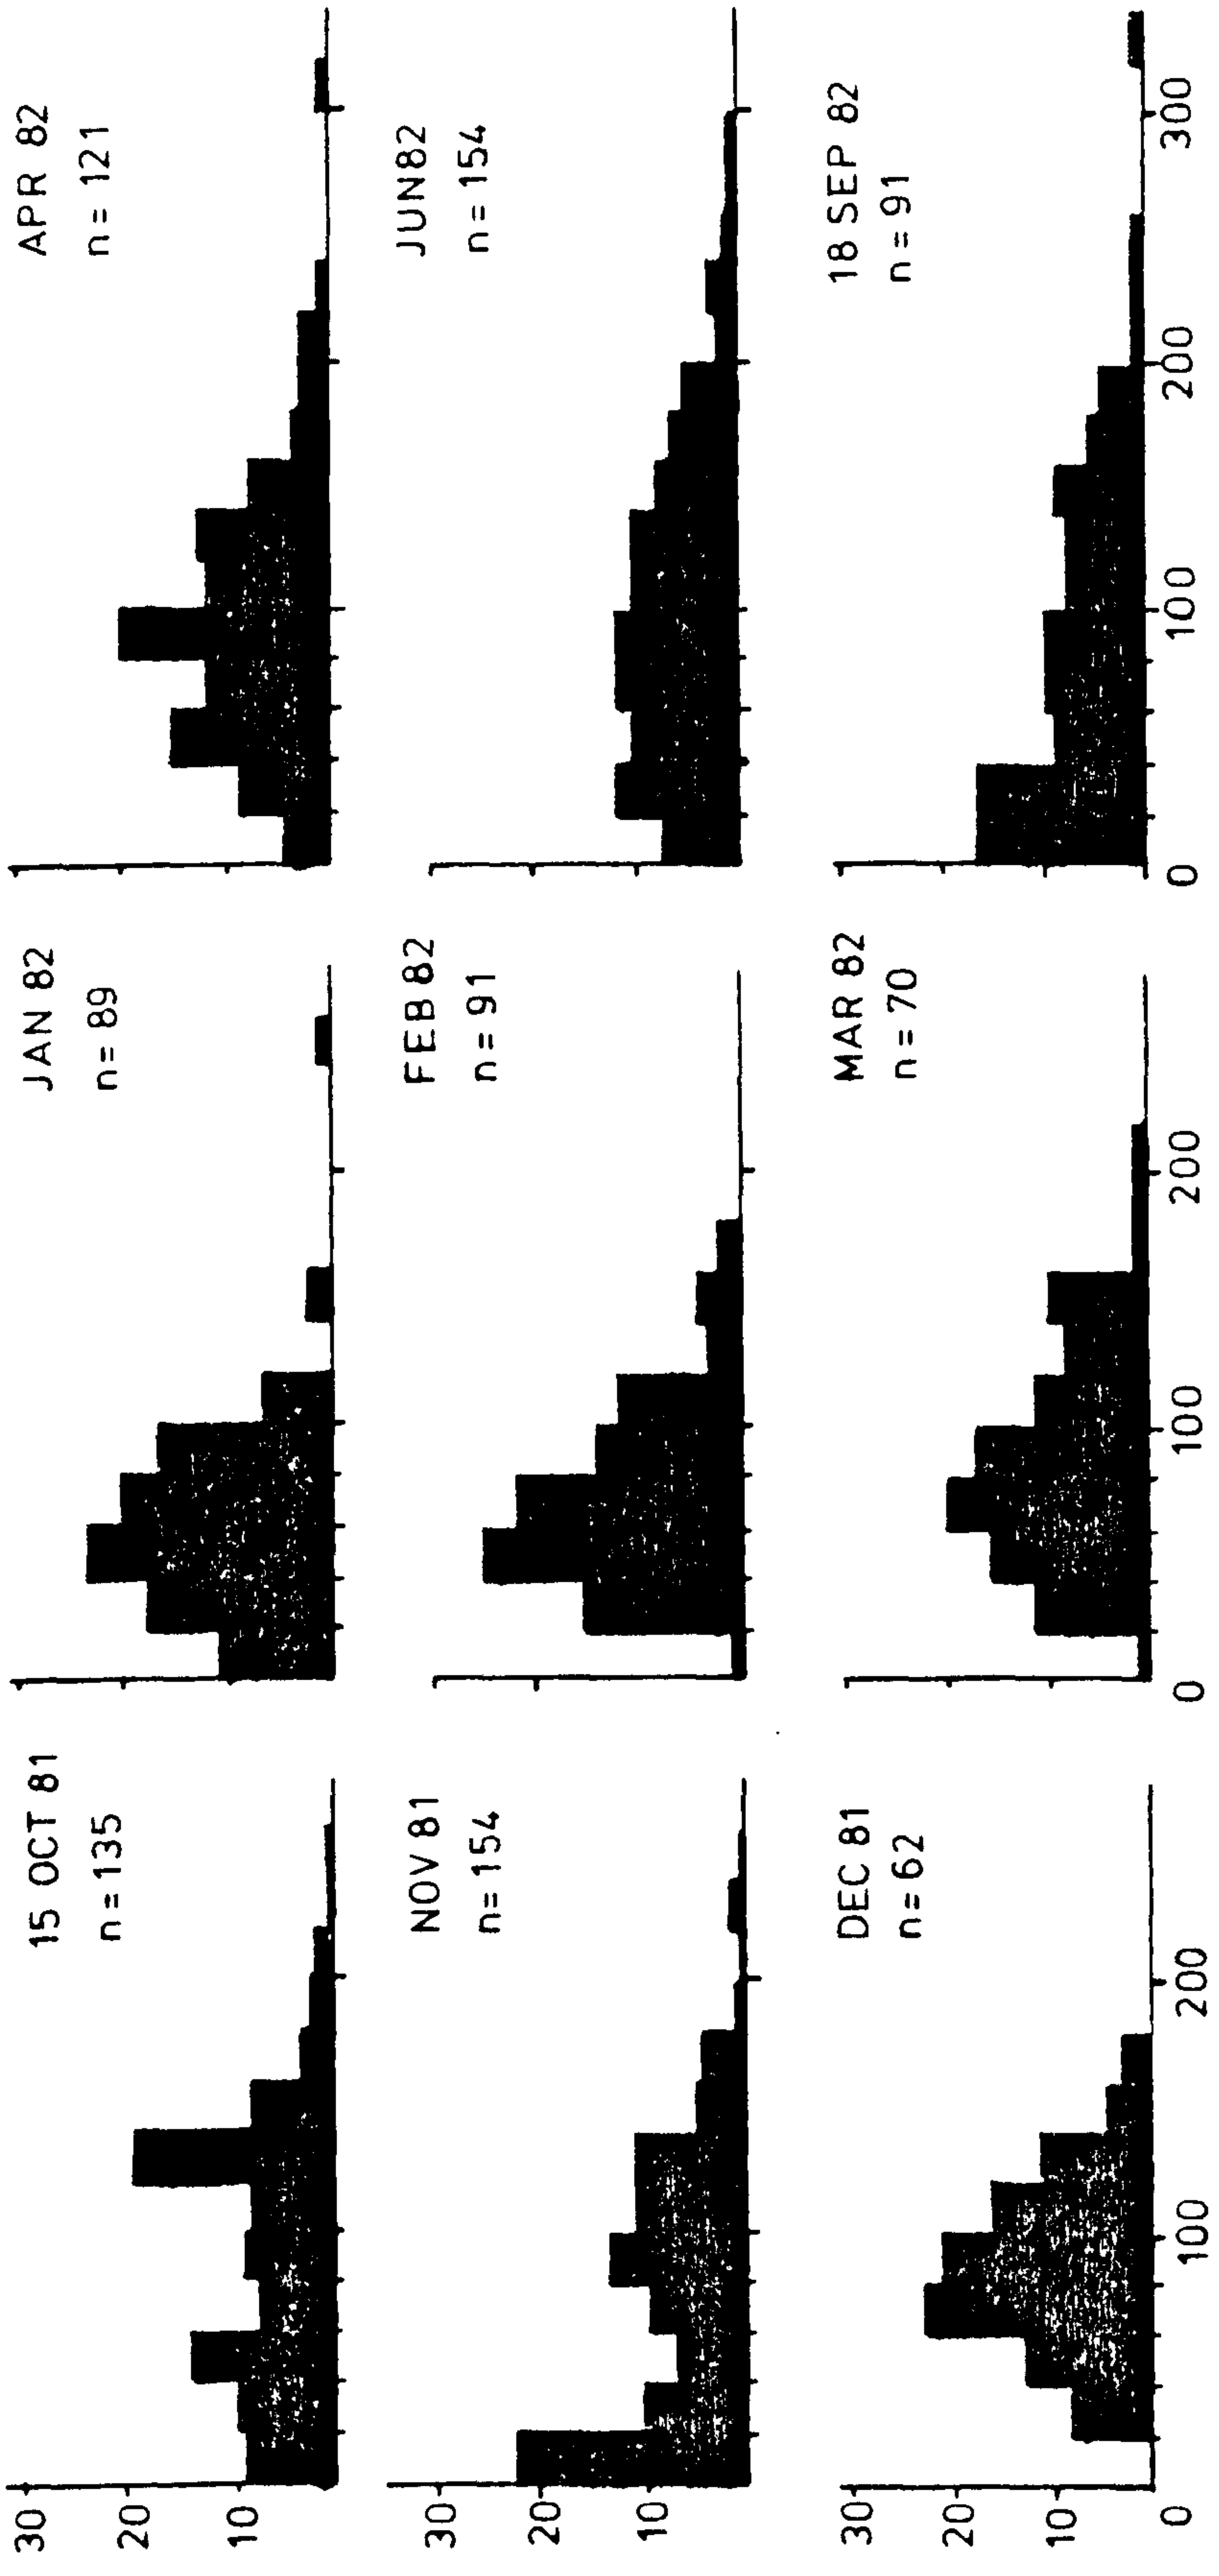 15 OCT 81
n=135
30
20
10
JAN 82
n=89
APR 82
n=121
NOV 81
n=154
30
20
10
FEB 82
n=91
JUN82
n=154
DEC 81
n=62
30
20
10
0
100
200
MAR 82
n=70
0
100
200
18 SEP 82
n=91
0
100
200
300